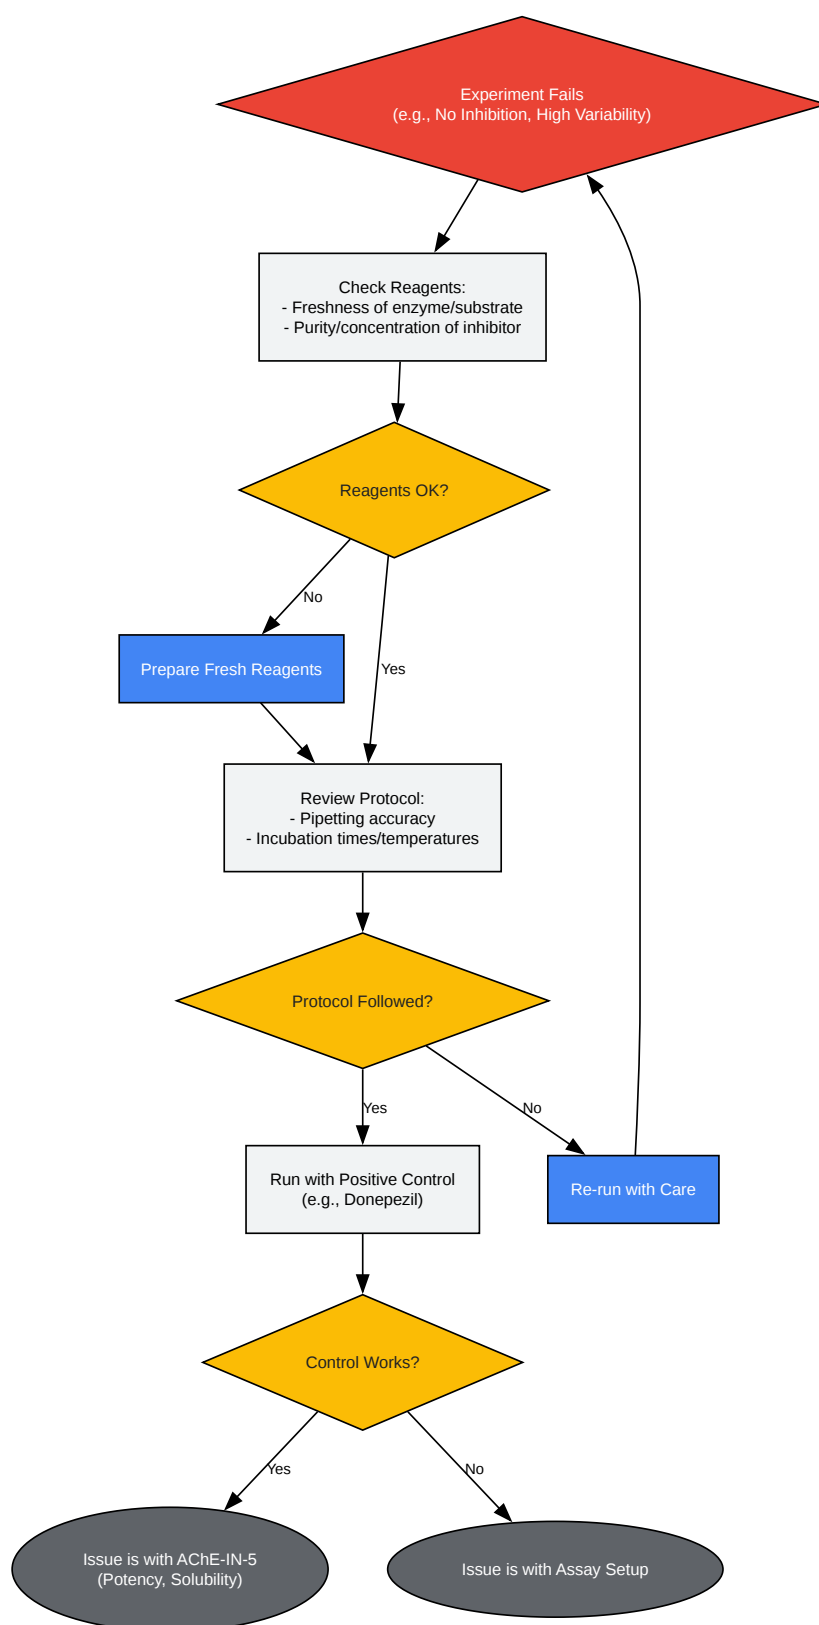 Experiment Fails
(e.g., No Inhibition, High Variability)
Check Reagents:
- Freshness of enzyme/substrate
- Purity/concentration of inhibitor
Reagents OK?
No
Prepare Fresh Reagents
Yes
Review Protocol:
- Pipetting accuracy
- Incubation times/temperatures
Protocol Followed?
Yes
No
Run with Positive Control
(e.g., Donepezil)
Re-run with Care
Control Works?
Yes
No
Issue is with AChE-IN-5
(Potency, Solubility)
Issue is with Assay Setup